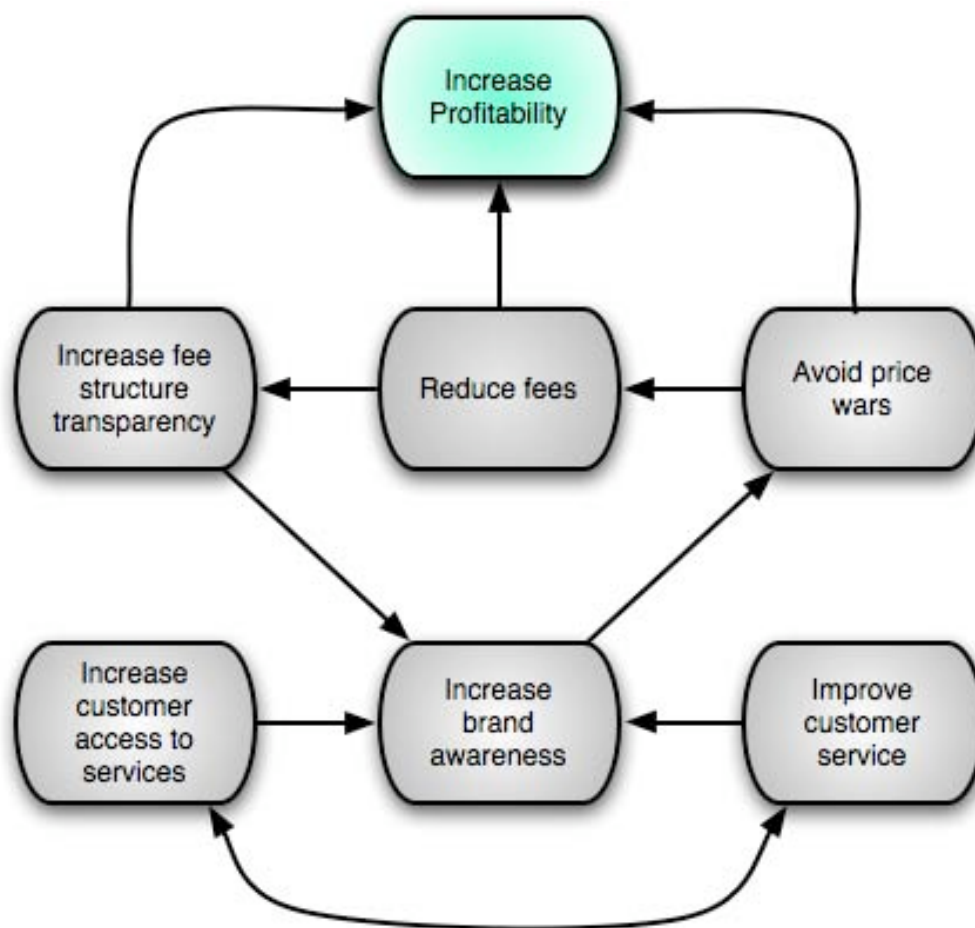 Increase
Profitability
Increase fee
structure
transparency
Reduce fees
Avoid price
wars
Increase
customer
access to
services
Increase
brand
awareness
Improve
customer
service